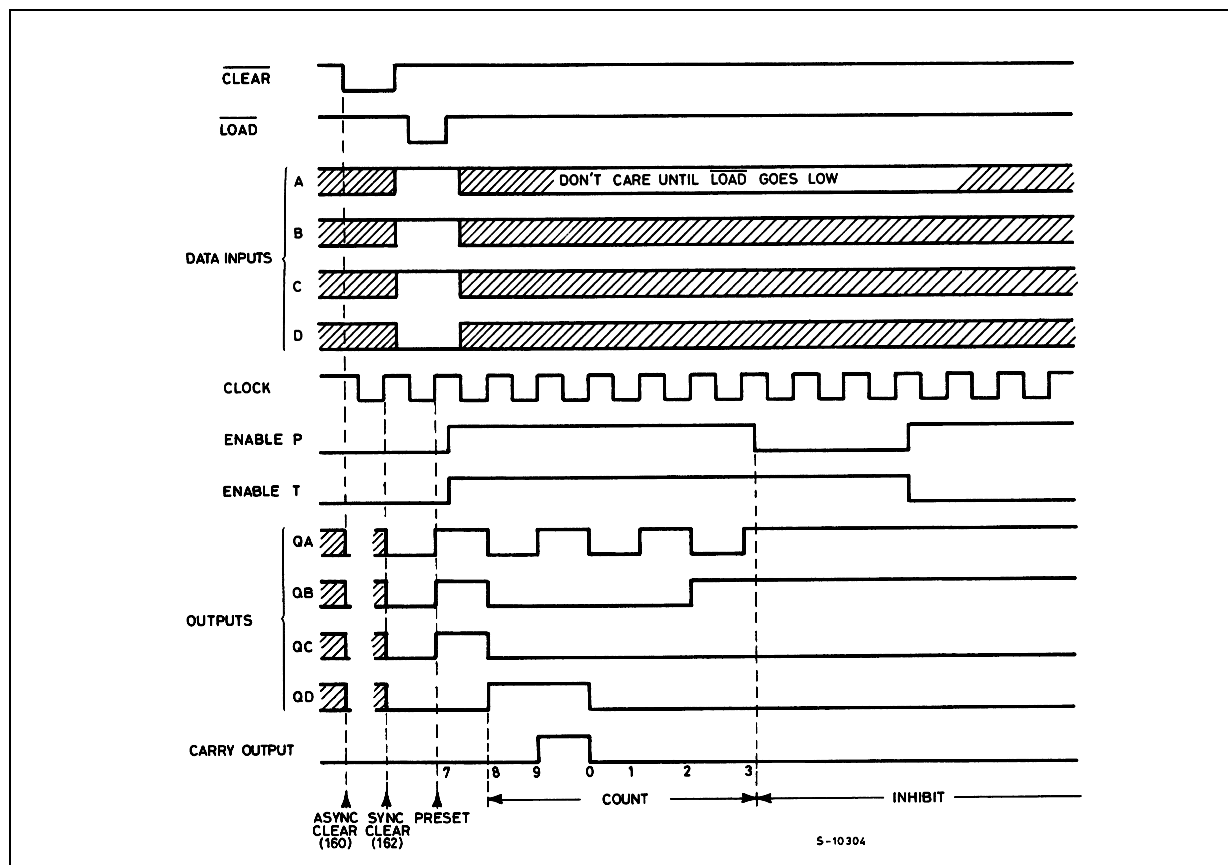 CLEAR
LOAD
A
DON'T CARE UNTIL LOAD GOES LOW
B
DATA INPUTS
C
D
CLOCK
ENABLE P
ENABLE T
QA
QB
OUTPUTS
QC
QD
CARRY OUTPUT
7 8 9 0 1 2 3
COUNT
INHIBIT
ASYNC CLEAR (160)
SYNC CLEAR (162)
PRESET
S-10304